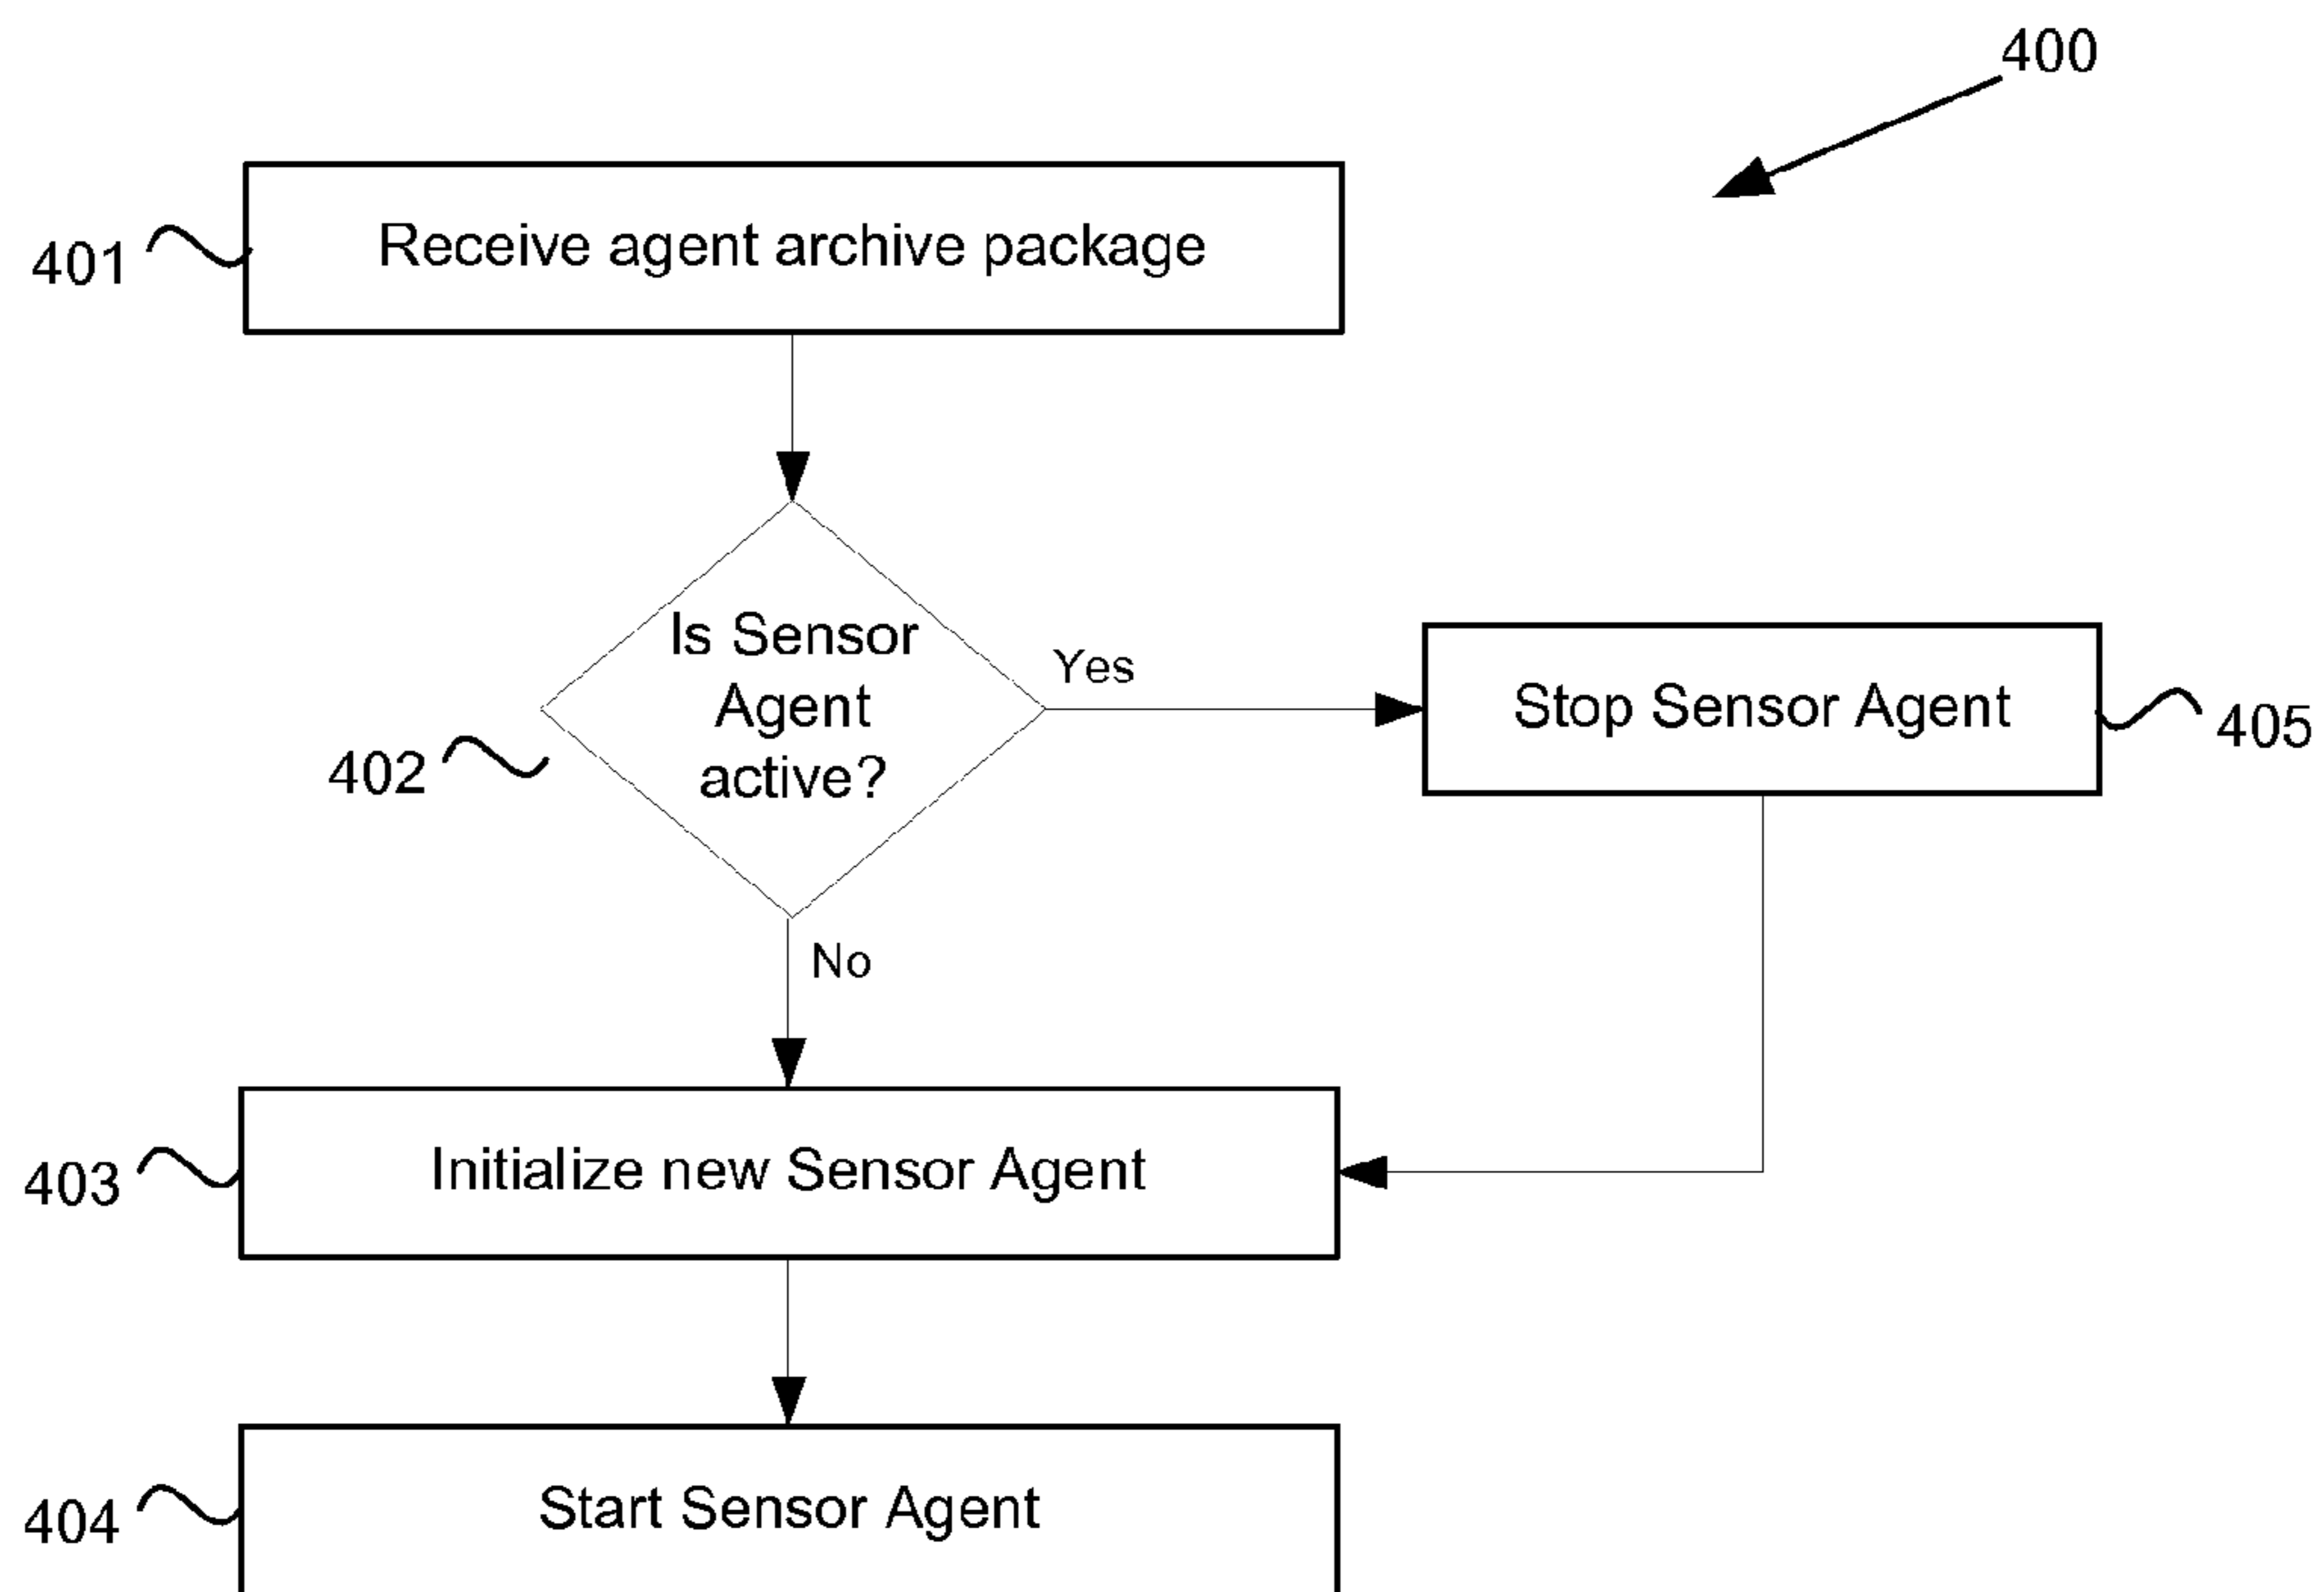 400
Receive agent archive package
401
Is Sensor
Agent
active?
Yes
402
Stop Sensor Agent
405
No
Initialize new Sensor Agent
403
Start Sensor Agent
404